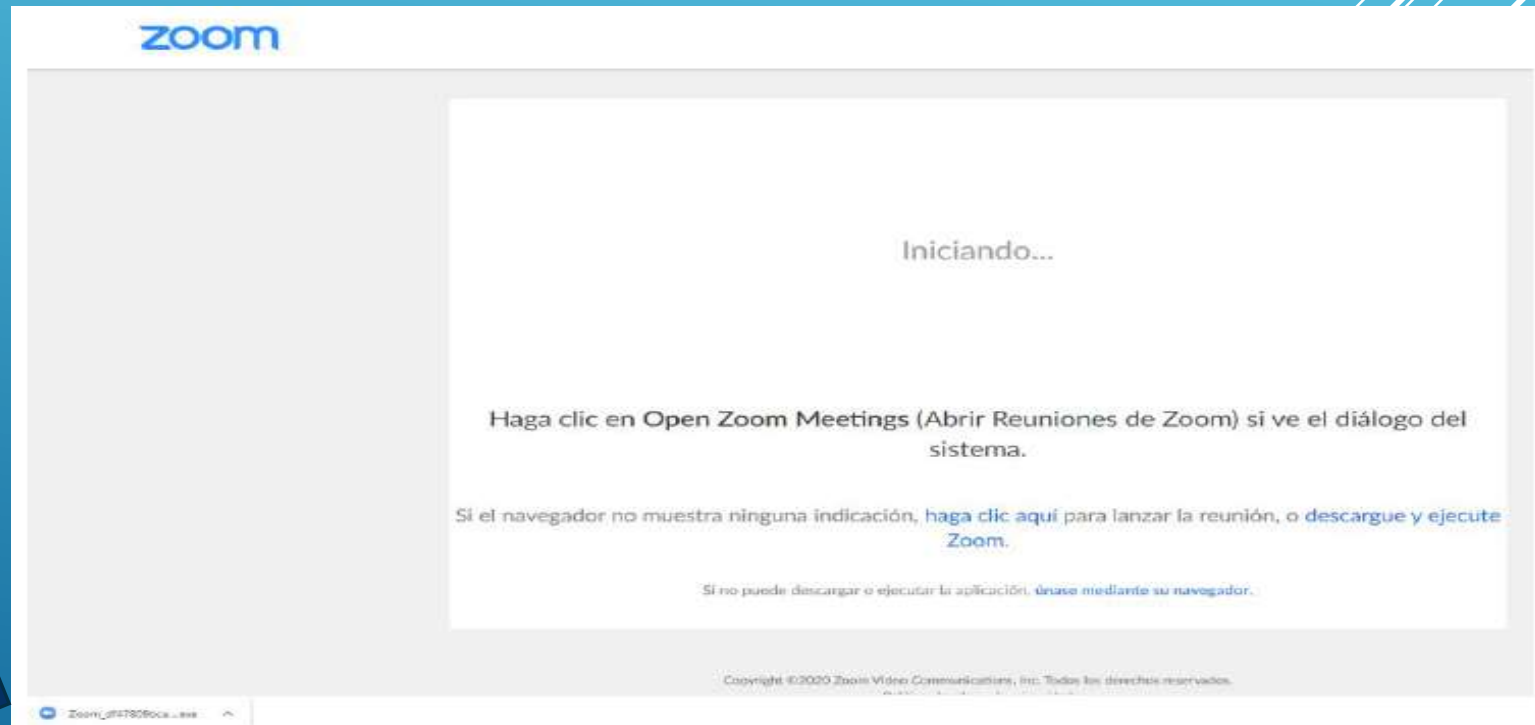 zoom
Iniciando...
Haga clic en Open Zoom Meetings (Abrir Reuniones de Zoom) si ve el diálogo del
sistema.
Si el navegador no muestra ninguna indicación, haga clic aquí para lanzar la reunión, o descargue y ejecute
Zoom.
Si no puede descargar o ejecutar la aplicación, únase mediante su navegador.
Copyright ©2020 Zoom Video Communications, Inc. Todos los derechos reservados.